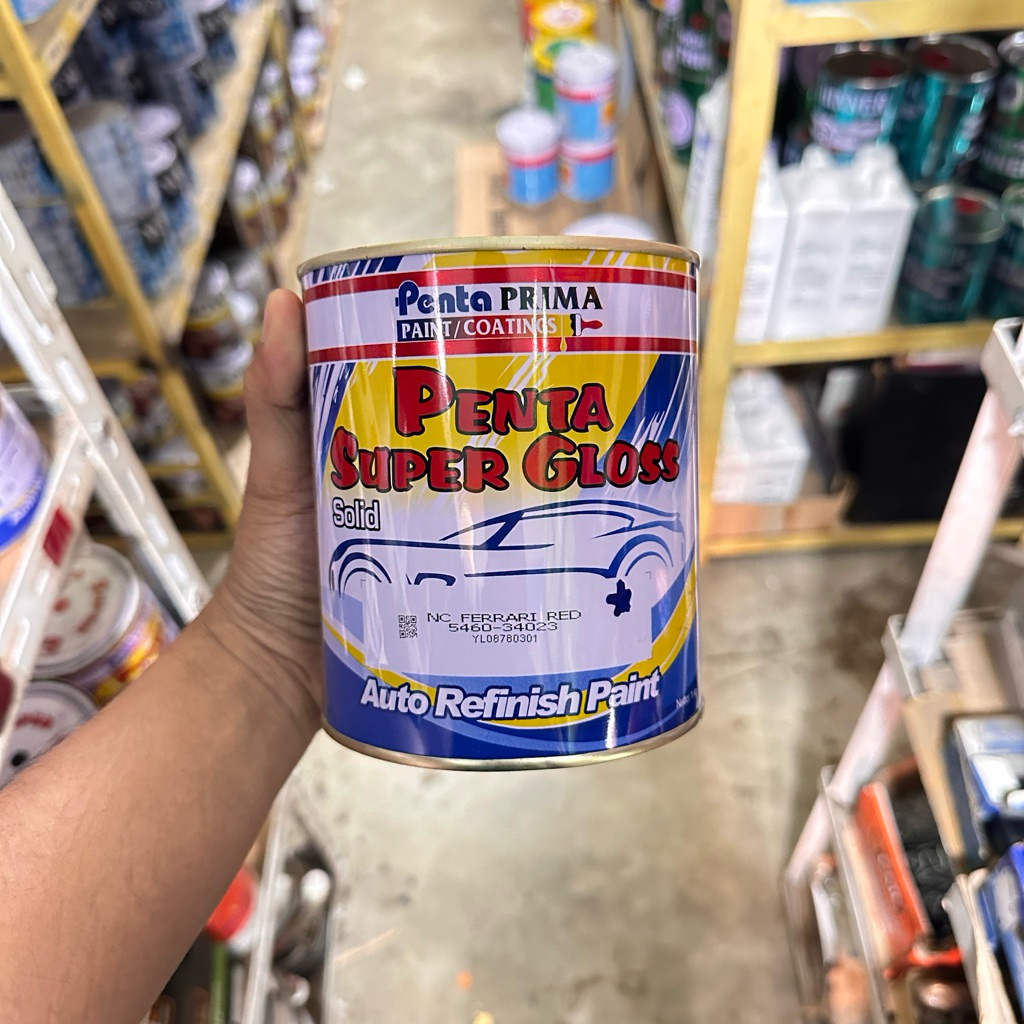 Penta PRIMA
PAINT/COATINGS
PENTA
SUPER GLOSS
Solid
NC FERRARI RED
5460-34023
YL08780301
Auto Refinish Paint